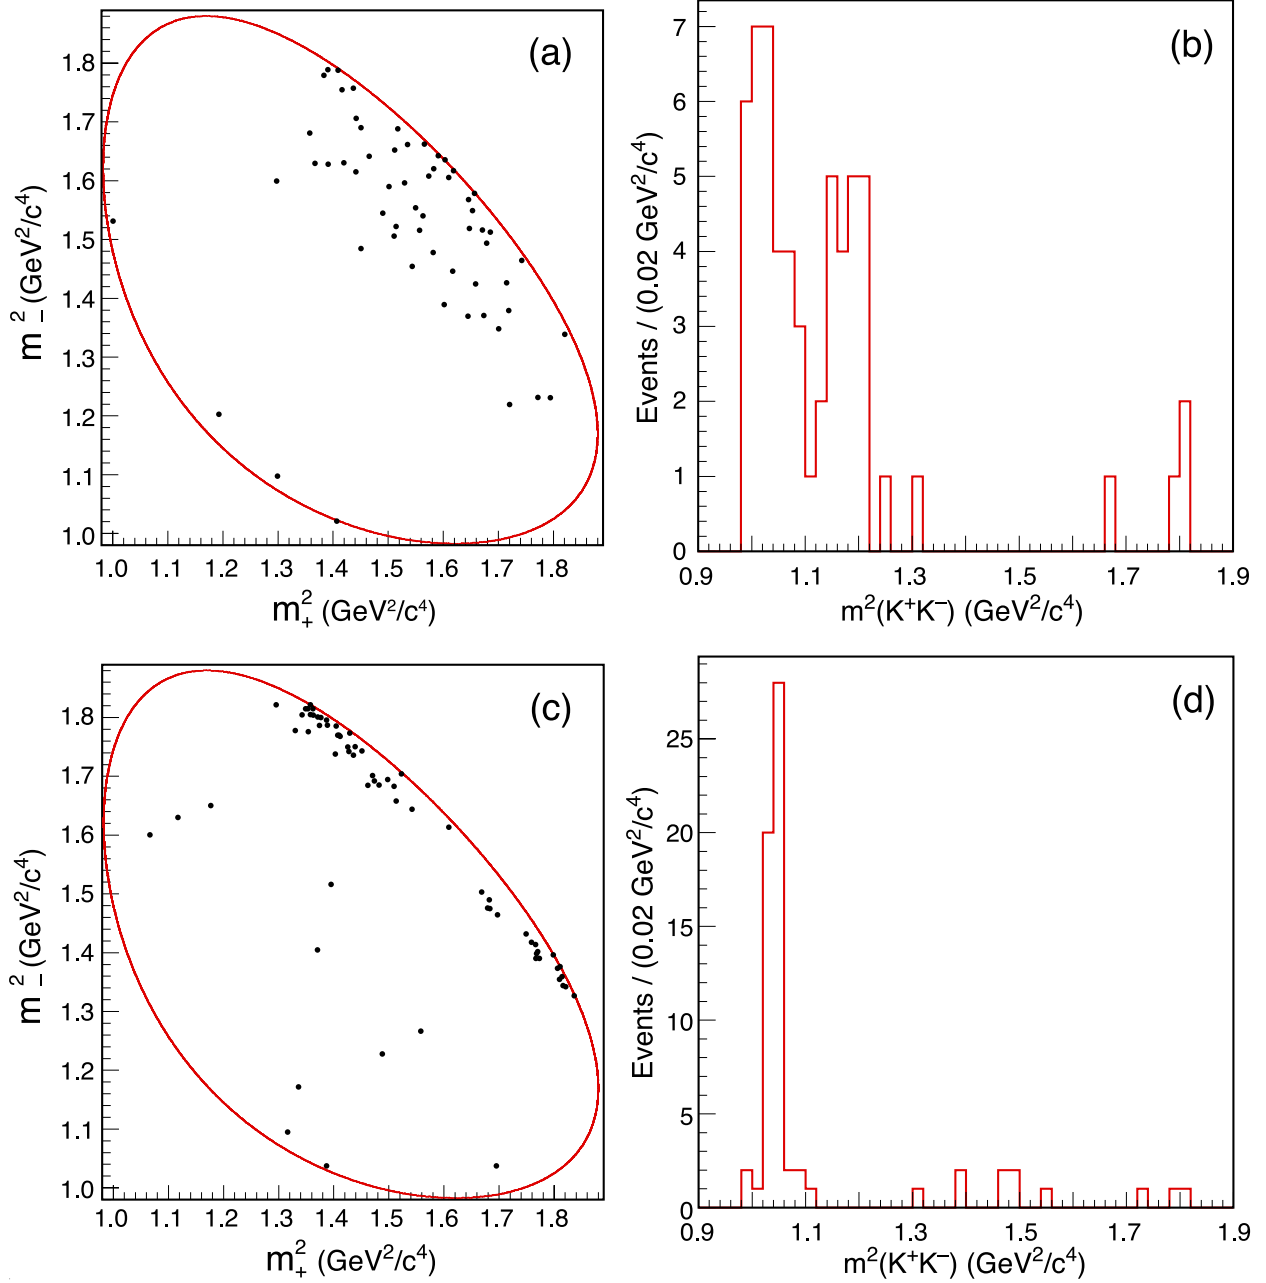 (a)
1.8
1.7
1.6
1.5
1.4
1.3
1.2
1.1
1.0
m²₋ (GeV²/c⁴)
1.0 1.1 1.2 1.3 1.4 1.5 1.6 1.7 1.8
m²₊ (GeV²/c⁴)
(b)
7
6
5
4
3
2
1
0
Events / (0.02 GeV²/c⁴)
0.9 1.1 1.3 1.5 1.7 1.9
m²(K⁺K⁻) (GeV²/c⁴)
(c)
1.8
1.7
1.6
1.5
1.4
1.3
1.2
1.1
1.0
m²₋ (GeV²/c⁴)
1.0 1.1 1.2 1.3 1.4 1.5 1.6 1.7 1.8
m²₊ (GeV²/c⁴)
(d)
25
20
15
10
5
0
Events / (0.02 GeV²/c⁴)
0.9 1.1 1.3 1.5 1.7 1.9
m²(K⁺K⁻) (GeV²/c⁴)